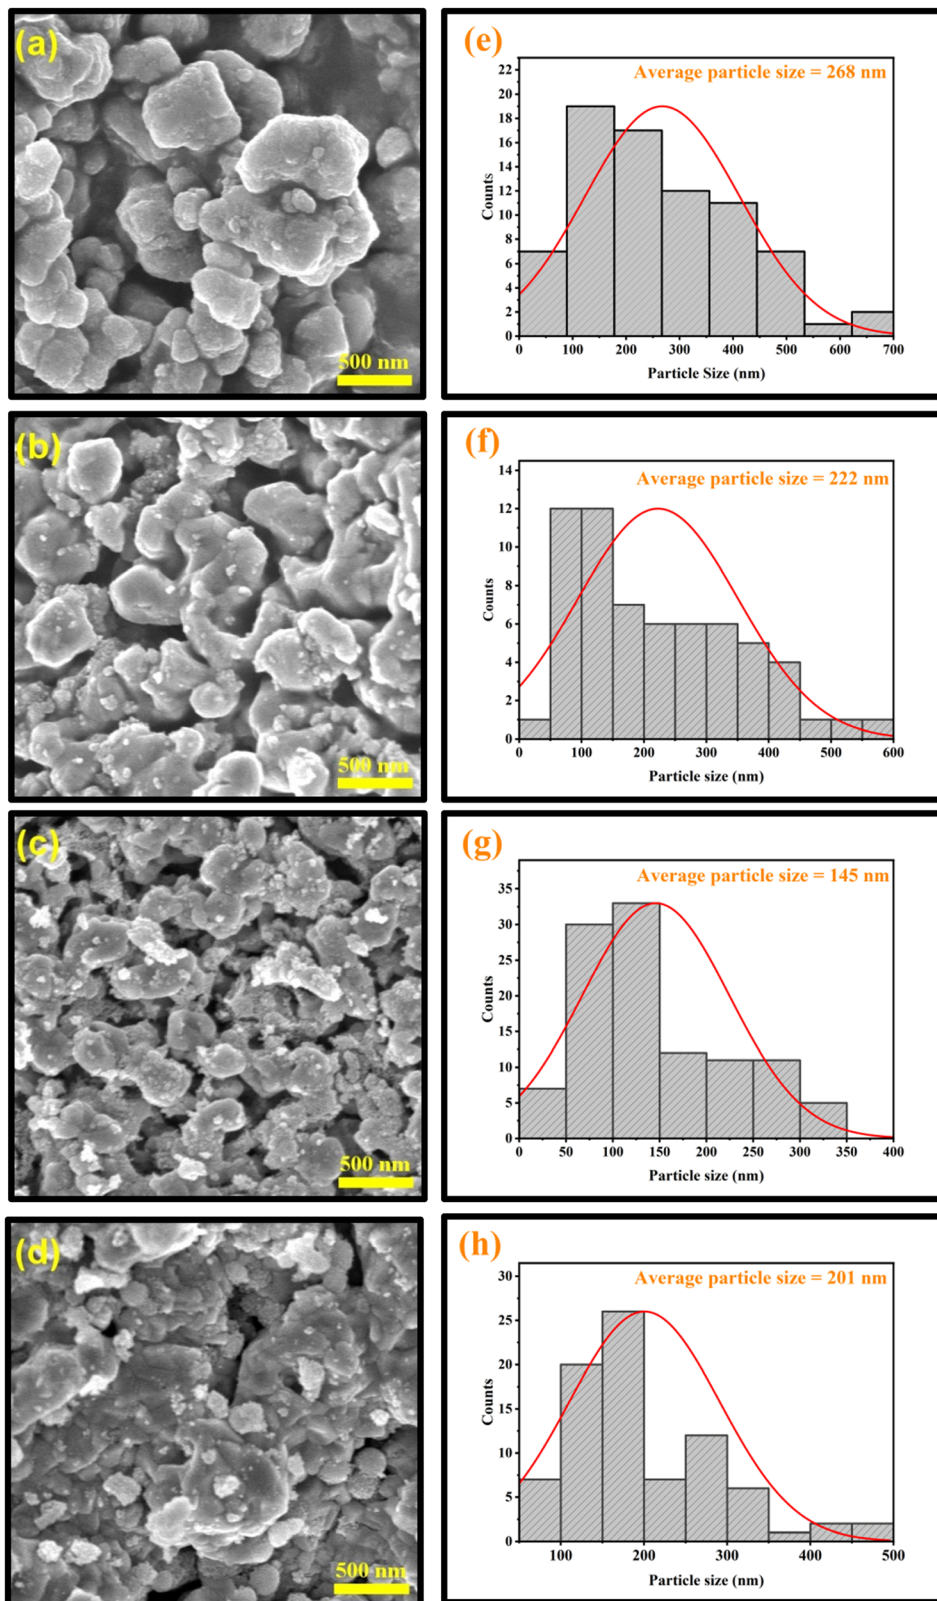 (a)
500 nm
(e)
Average particle size = 268 nm
Counts
22
20
18
16
14
12
10
8
6
4
2
0
0 100 200 300 400 500 600 700
Particle Size (nm)
(b)
500 nm
(f)
Average particle size = 222 nm
Counts
14
12
10
8
6
4
2
0
0 100 200 300 400 500 600
Particle size (nm)
(c)
500 nm
(g)
Average particle size = 145 nm
Counts
35
30
25
20
15
10
5
0
0 50 100 150 200 250 300 350 400
Particle size (nm)
(d)
500 nm
(h)
Average particle size = 201 nm
Counts
30
25
20
15
10
5
0
100 200 300 400 500
Particle size (nm)